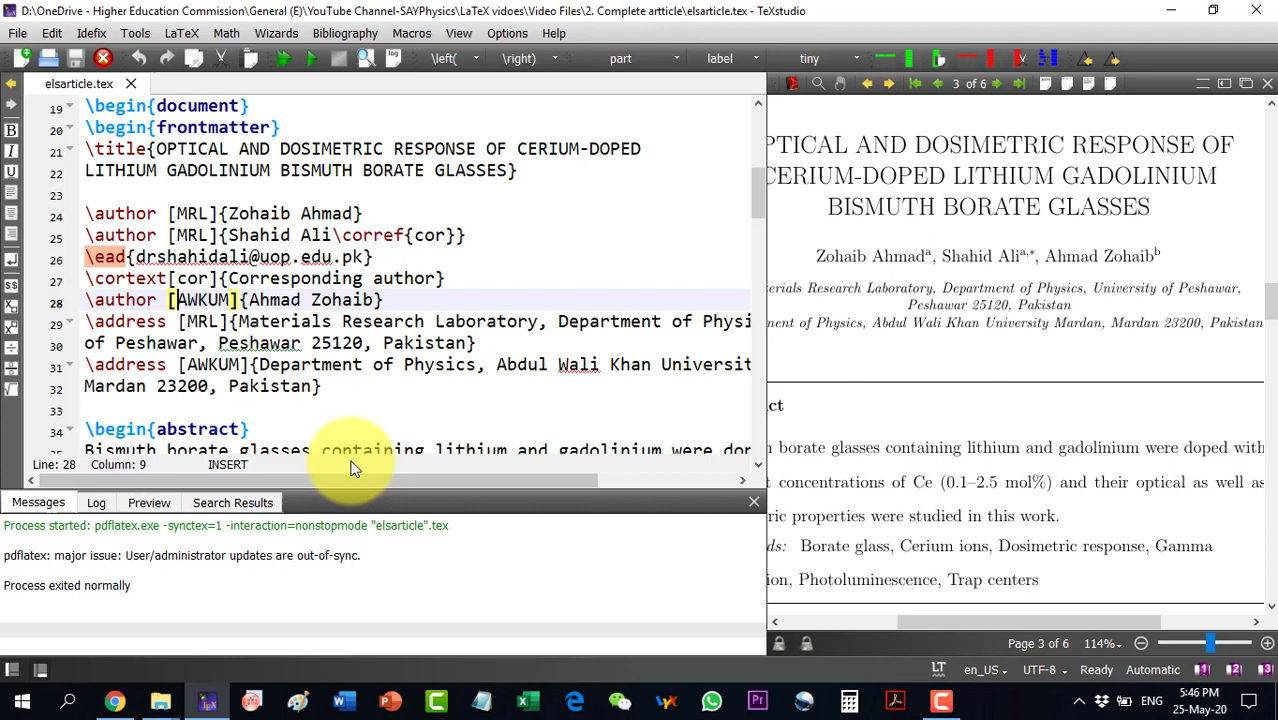 D:\OneDrive - Higher Education Commission\General (E)\YouTube Channel-SAYPhysics\LaTeX vidoes\Video Files\2. Complete artticle\elsarticle.tex - TeXstudio
File Edit Idefix Tools LaTeX Math Wizards Bibliography Macros View Options Help
\left( \right) part label tiny
elsarticle.tex
3 of 6
19 \begin{document}
20 \begin{frontmatter}
21 \title{OPTICAL AND DOSIMETRIC RESPONSE OF CERIUM-DOPED
22 LITHIUM GADOLINIUM BISMUTH BORATE GLASSES}
23
24 \author [MRL]{Zohaib Ahmad}
25 \author [MRL]{Shahid Ali\corref{cor}}
26 \ead{drshahidali@uop.edu.pk}
27 \cortext[cor]{Corresponding author}
28 \author [AWKUM]{Ahmad Zohaib}
29 \address [MRL]{Materials Research Laboratory, Department of Physi
30 of Peshawar, Peshawar 25120, Pakistan}
31 \address [AWKUM]{Department of Physics, Abdul Wali Khan Universit
32 Mardan 23200, Pakistan}
33
34 \begin{abstract}
Bismuth borate glasses containing lithium and gadolinium were dop
Line: 28 Column: 9 INSERT
PTICAL AND DOSIMETRIC RESPONSE OF
CERIUM-DOPED LITHIUM GADOLINIUM
BISMUTH BORATE GLASSES
Zohaib Ahmadᵃ, Shahid Aliᵃ,*, Ahmad Zohaibᵇ
terials Research Laboratory, Department of Physics, University of Peshawar,
Peshawar 25120, Pakistan
nent of Physics, Abdul Wali Khan University Mardan, Mardan 23200, Pakistan
ct
h borate glasses containing lithium and gadolinium were doped with
t concentrations of Ce (0.1–2.5 mol%) and their optical as well as
tric properties were studied in this work.
ds: Borate glass, Cerium ions, Dosimetric response, Gamma
ion, Photoluminescence, Trap centers
Messages Log Preview Search Results
Process started: pdflatex.exe -synctex=1 -interaction=nonstopmode "elsarticle".tex
pdflatex: major issue: User/administrator updates are out-of-sync.
Process exited normally
Page 3 of 6 114%
LT en_US UTF-8 Ready Automatic 1 2 3
ENG 5:46 PM
25-May-20